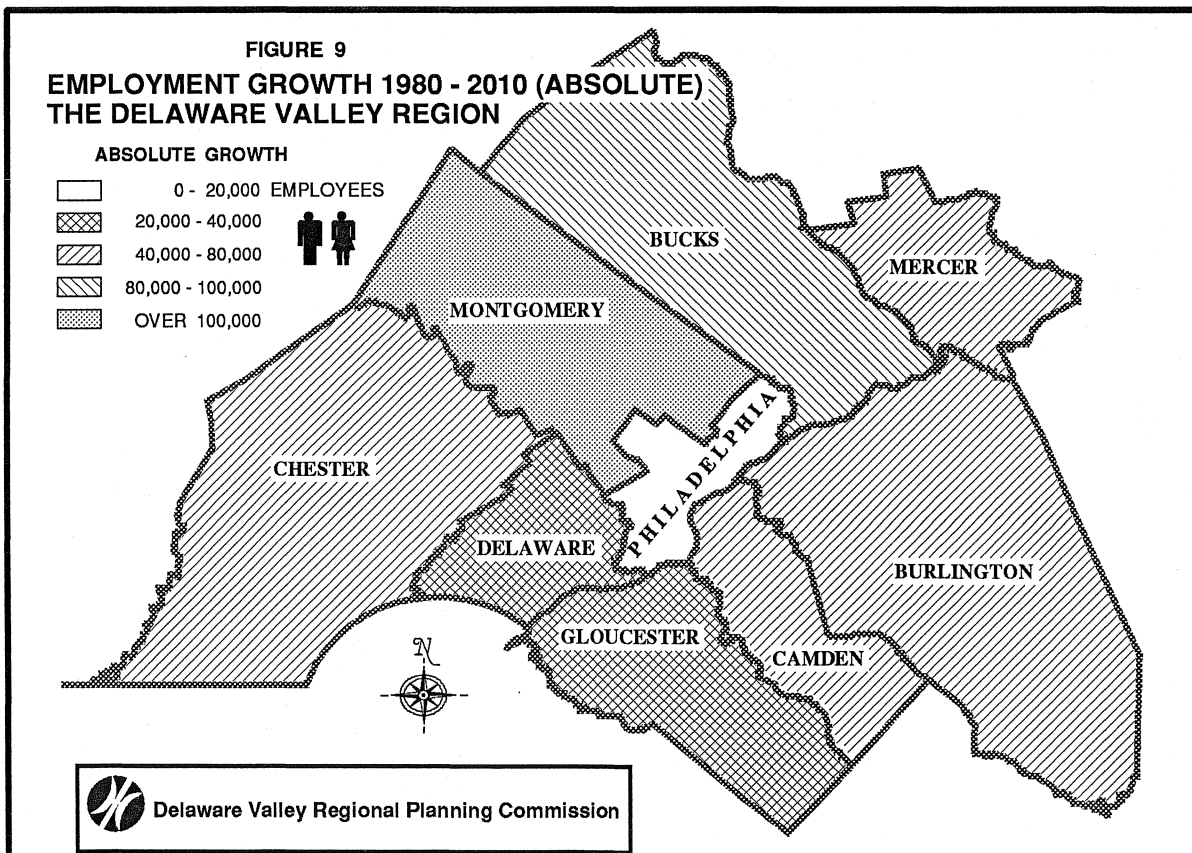 FIGURE 9
EMPLOYMENT GROWTH 1980 - 2010 (ABSOLUTE)
THE DELAWARE VALLEY REGION
ABSOLUTE GROWTH
0 - 20,000 EMPLOYEES
20,000 - 40,000
40,000 - 80,000
80,000 - 100,000
OVER 100,000
BUCKS
MERCER
MONTGOMERY
PHILADELPHIA
CHESTER
DELAWARE
BURLINGTON
GLOUCESTER
CAMDEN
N
Delaware Valley Regional Planning Commission